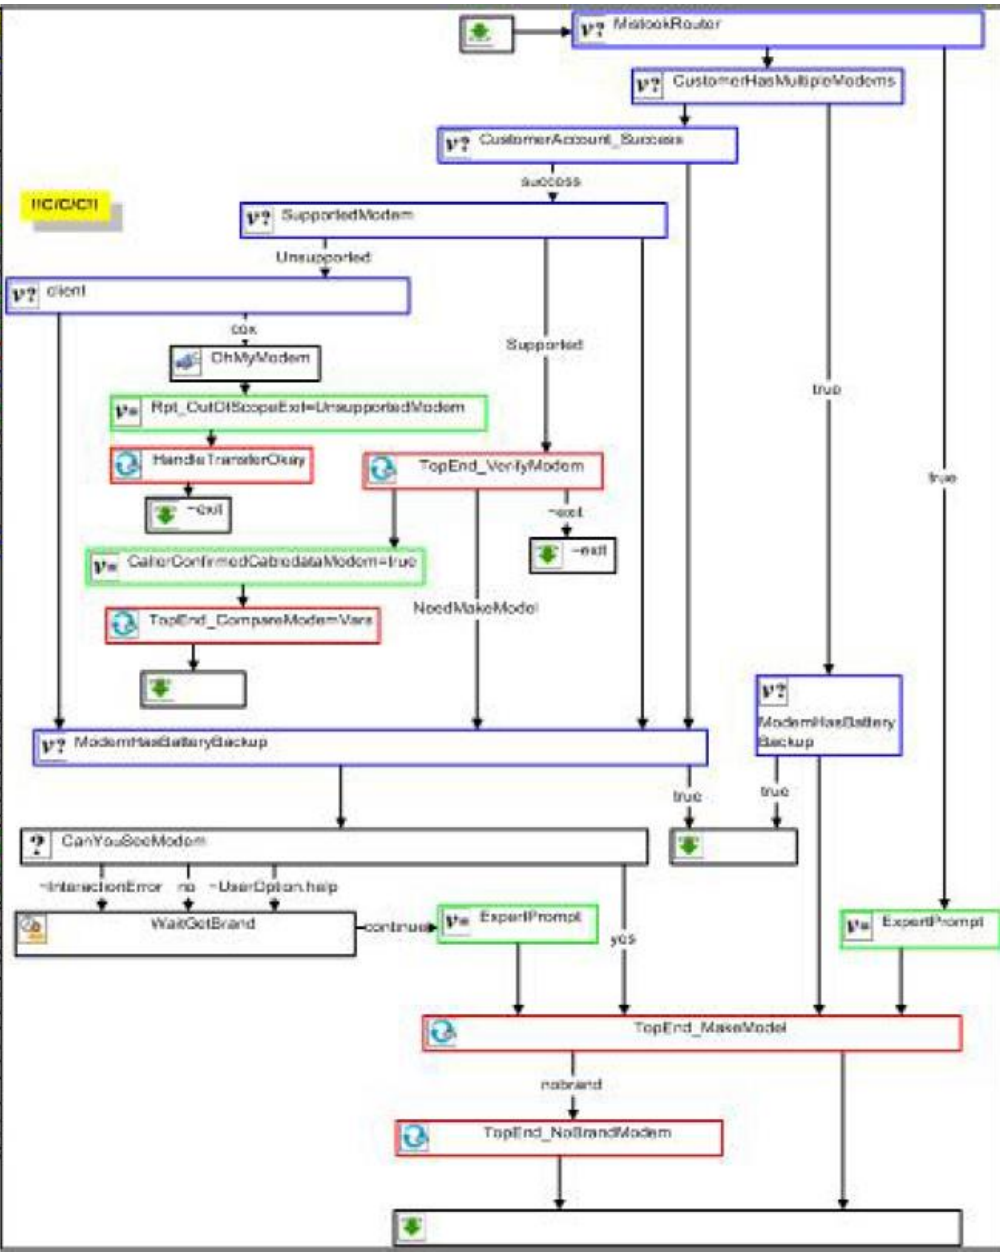 v? MistookRouter
v? CustomerHasMultipleModems
v? CustomerAccount_Success
success
!!C/C/C!!
v? SupportedModem
Unsupported
v? client
cox
Supported
OhMyModem
true
v= Rpt_OutOfScopeExit=UnsupportedModem
HandleTransferOkay
TopEnd_VerifyModem
true
~exit
~exit
~exit
v= CallerConfirmedCabledataModem=true
NeedMakeModel
TopEnd_CompareModemVars
v?
ModemHasBattery
Backup
v? ModemHasBatteryBackup
true
true
? CanYouSeeModem
~InteractionError no ~UserOption.help
WaitGetBrand
continue
v= ExpertPrompt
yes
v= ExpertPrompt
TopEnd_MakeModel
nobrand
TopEnd_NoBrandModem